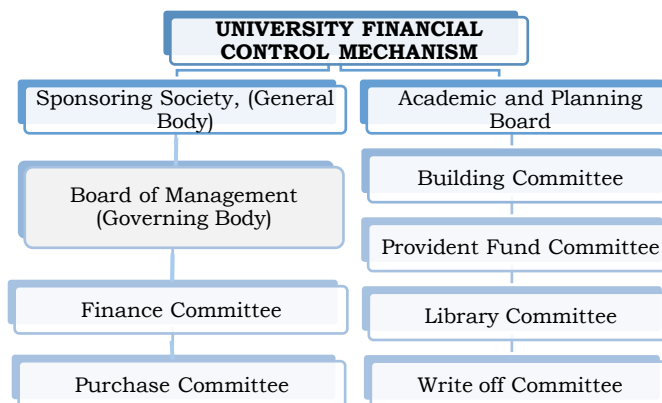 UNIVERSITY FINANCIAL
CONTROL MECHANISM
Sponsoring Society, (General
Body)
Board of Management
(Governing Body)
Finance Committee
Purchase Committee
Academic and Planning
Board
Building Committee
Provident Fund Committee
Library Committee
Write off Committee